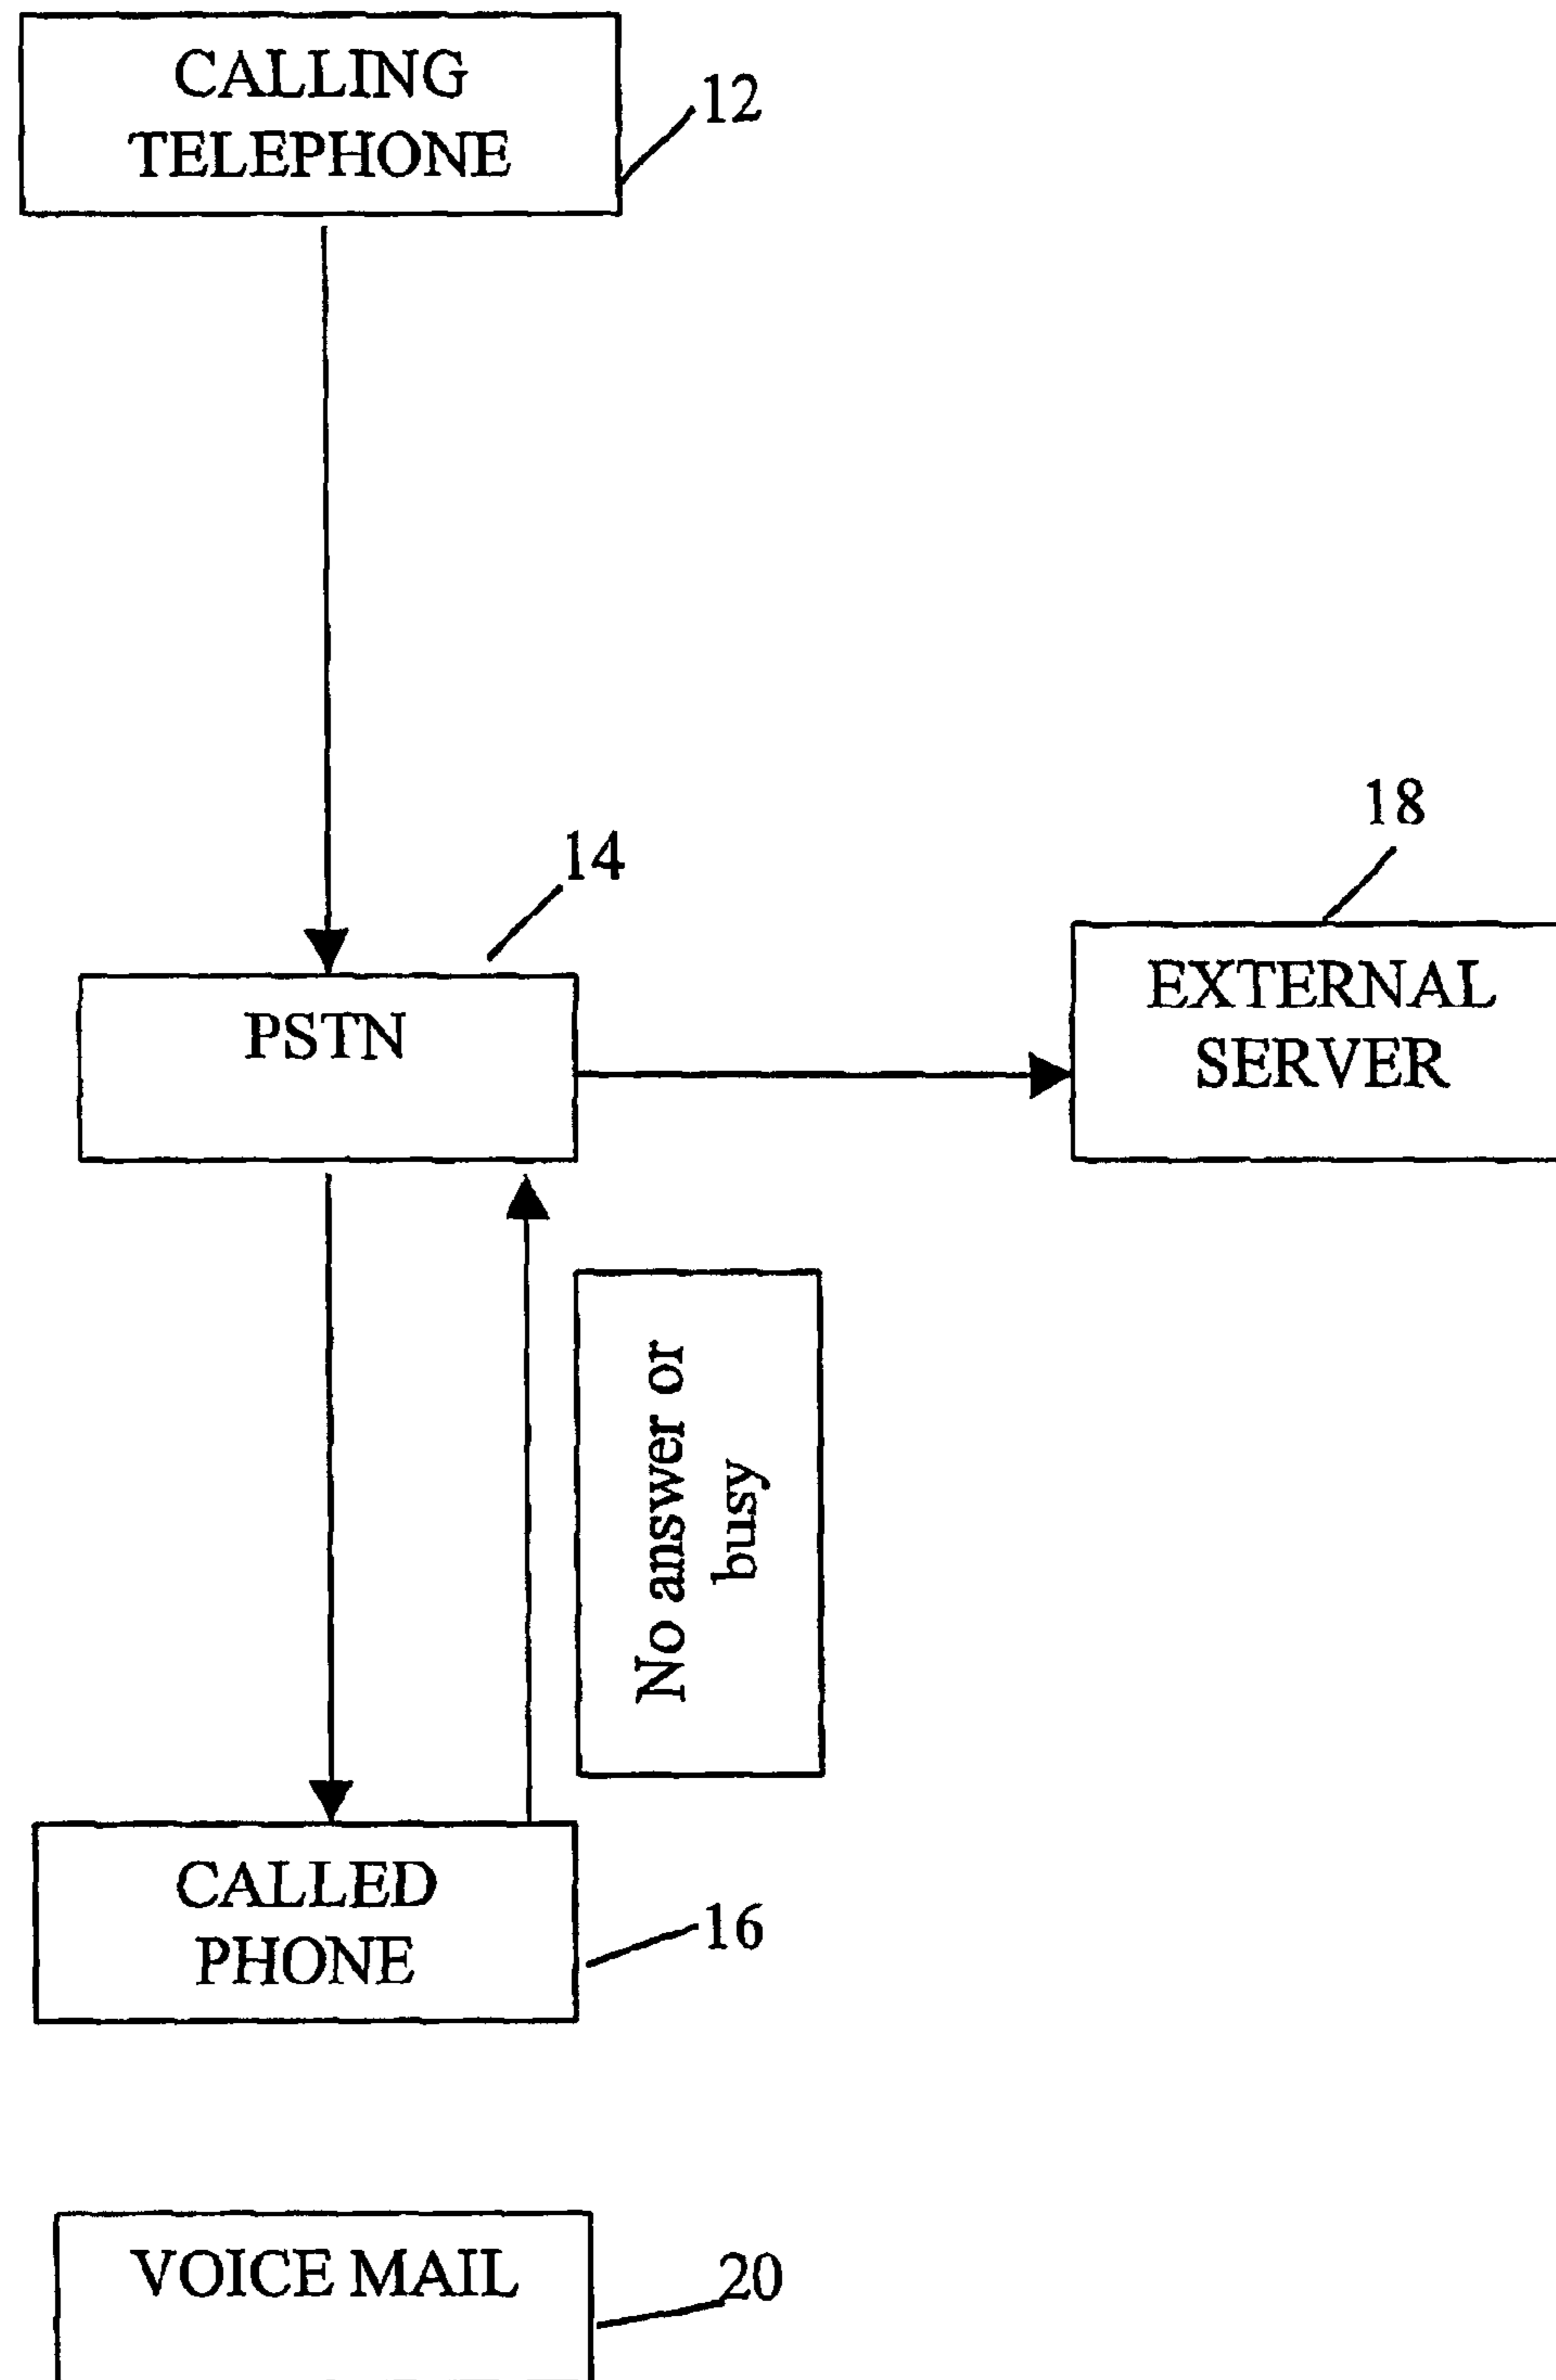 CALLING
TELEPHONE
12
14
18
PSTN
EXTERNAL
SERVER
No answer or
busy
CALLED
PHONE
16
VOICE MAIL
20